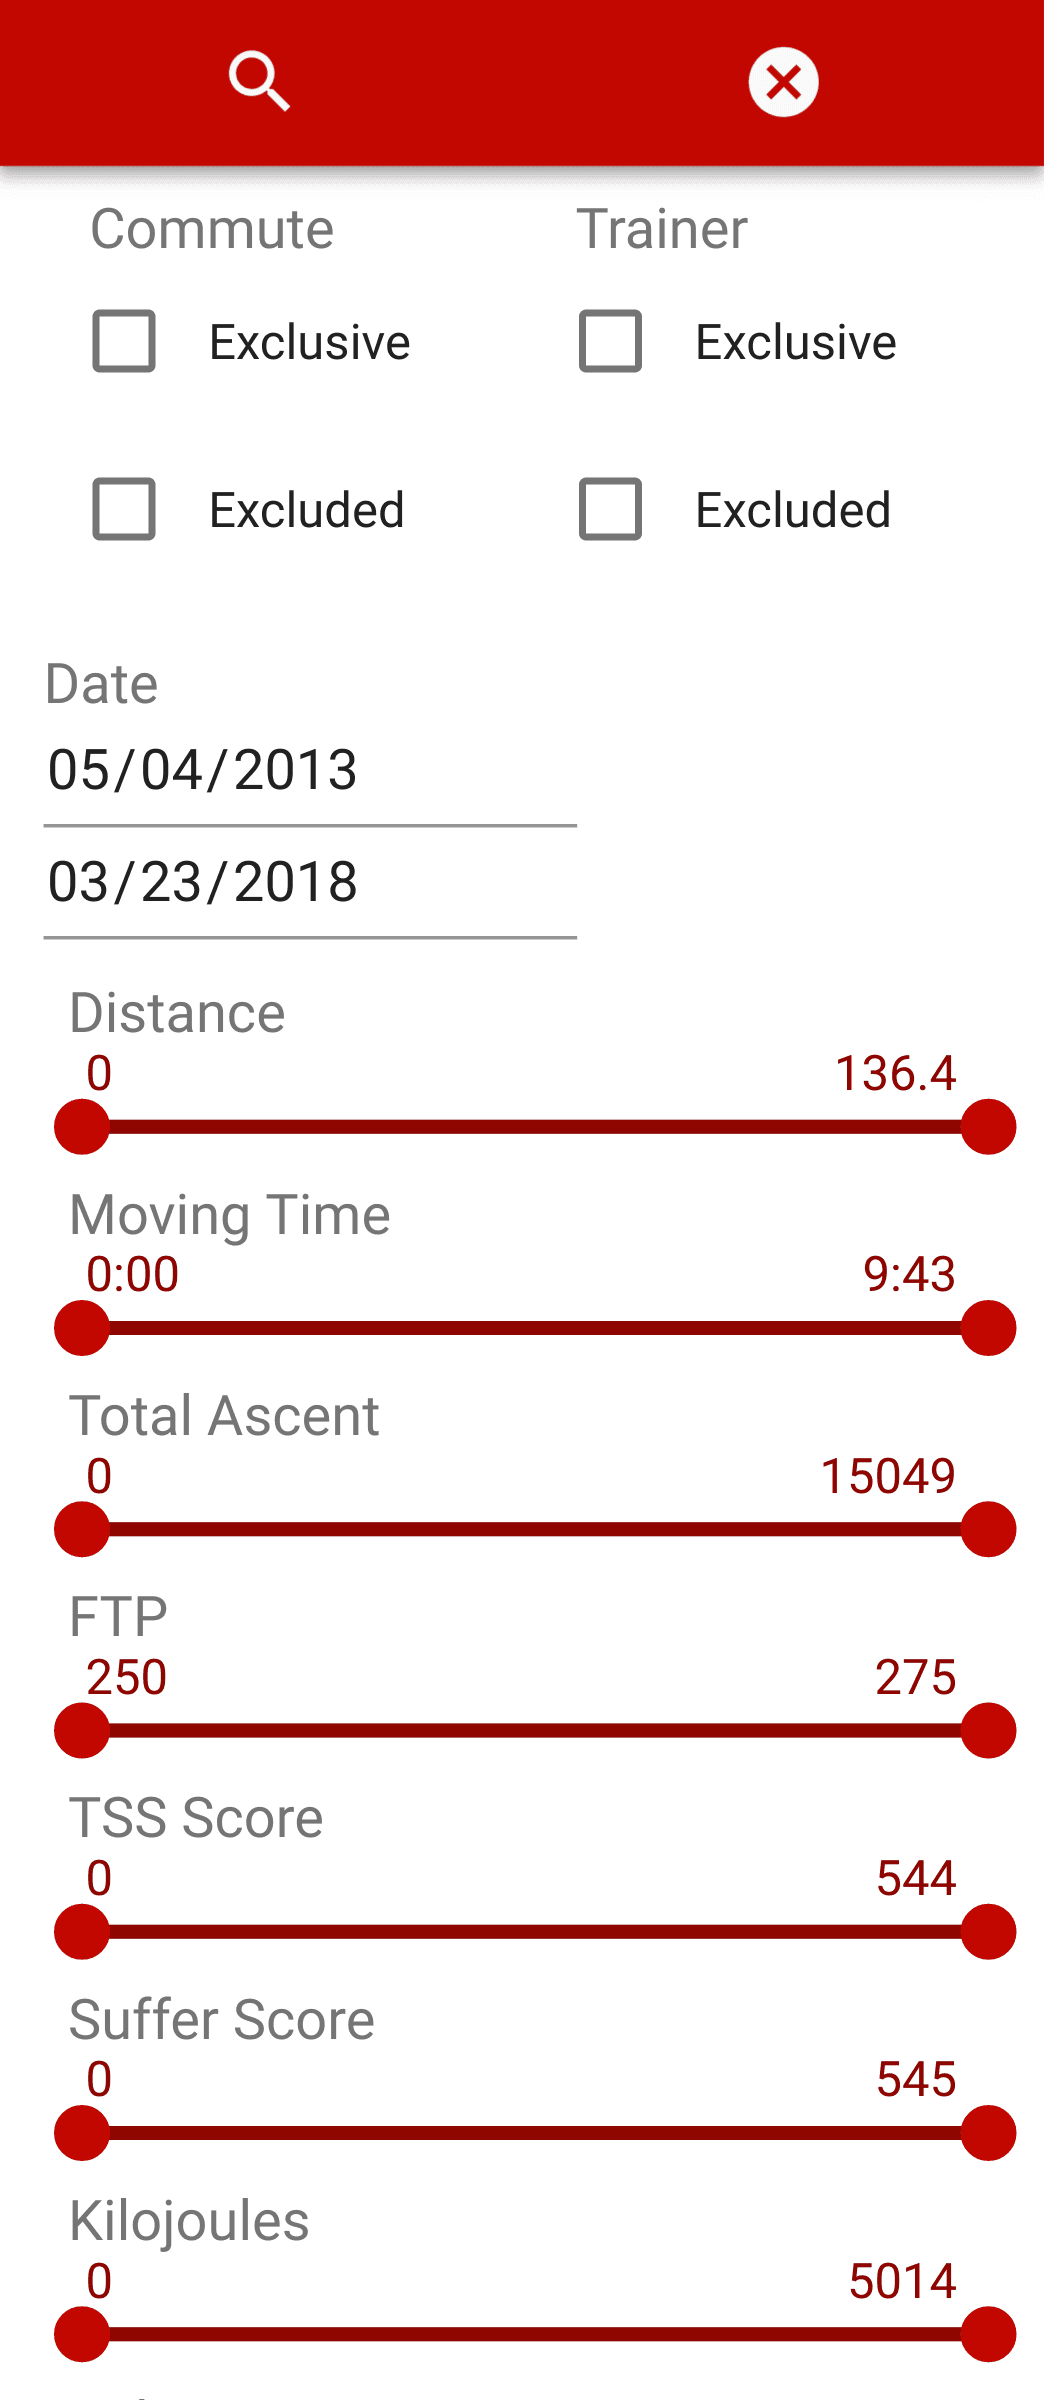 Commute Trainer
Exclusive Exclusive
Excluded Excluded
Date
05/04/2013
03/23/2018
Distance
0 136.4
Moving Time
0:00 9:43
Total Ascent
0 15049
FTP
250 275
TSS Score
0 544
Suffer Score
0 545
Kilojoules
0 5014